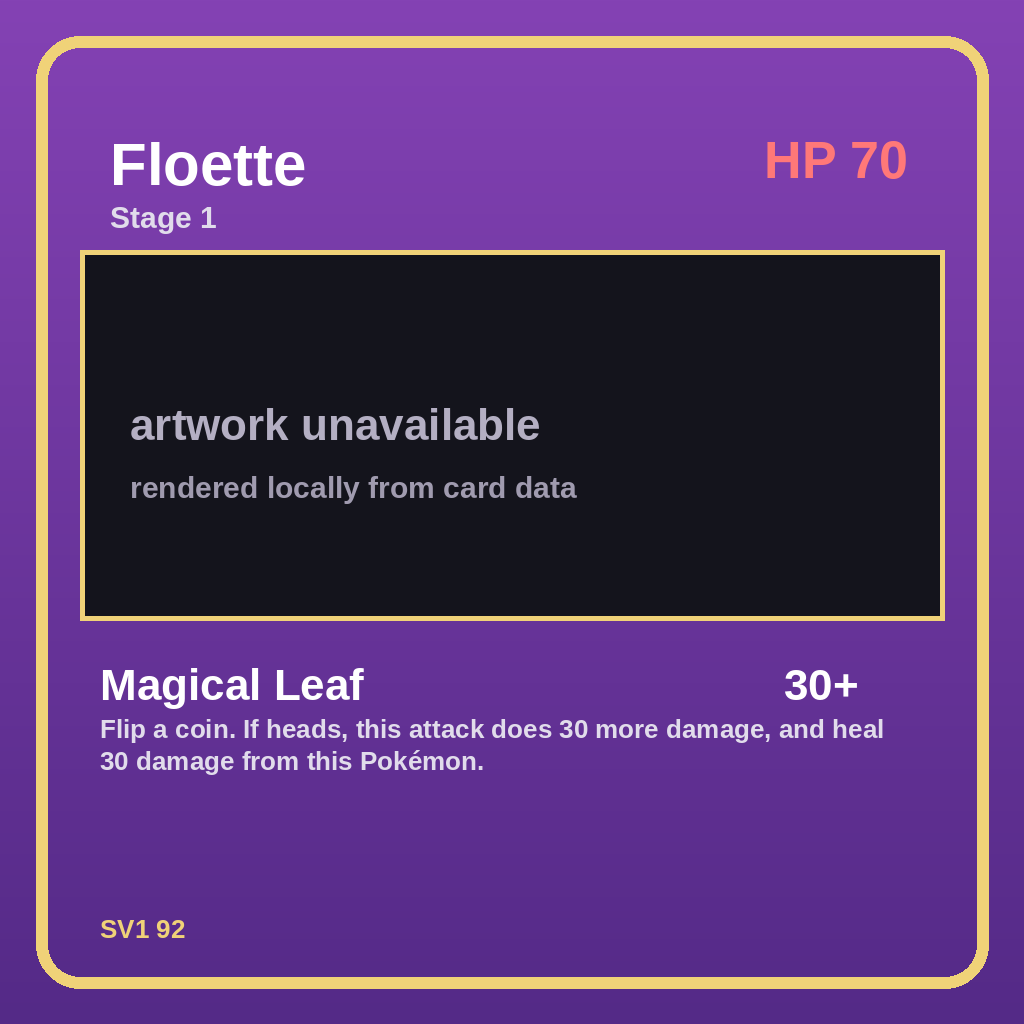 Floette
HP 70
Stage 1
artwork unavailable
rendered locally from card data
Magical Leaf
30+
Flip a coin. If heads, this attack does 30 more damage, and heal
30 damage from this Pokémon.
SV1 92